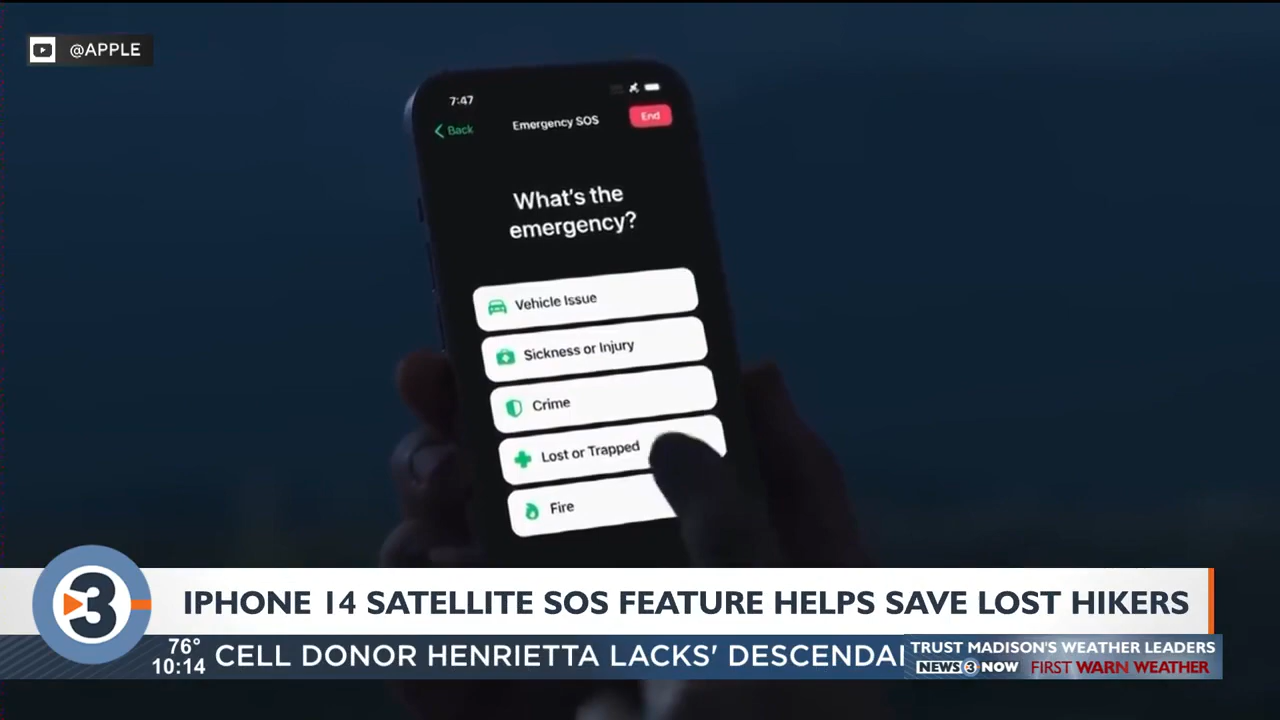 @APPLE
7:47
Back
Emergency SOS
End
What's the
emergency?
Vehicle Issue
Sickness or Injury
Crime
Lost or Trapped
Fire
3
IPHONE 14 SATELLITE SOS FEATURE HELPS SAVE LOST HIKERS
76°
10:14
CELL DONOR HENRIETTA LACKS' DESCENDA
TRUST MADISON'S WEATHER LEADERS
NEWS 3 NOW FIRST WARN WEATHER